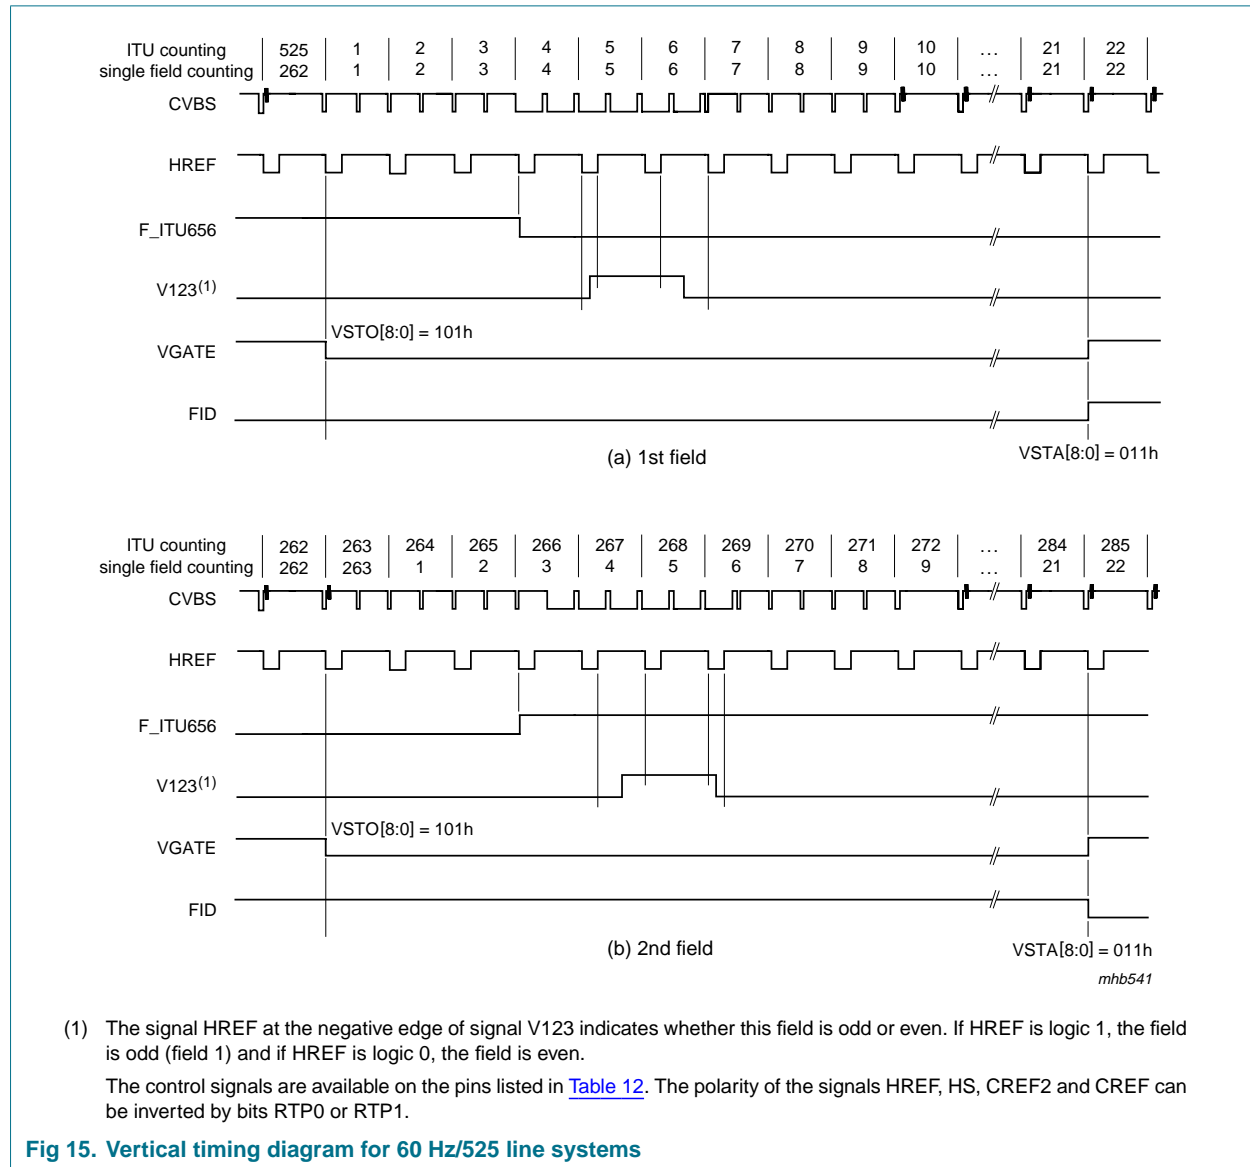 ITU counting 525 1 2 3 4 5 6 7 8 9 10 ... 21 22
single field counting 262 1 2 3 4 5 6 7 8 9 10 ... 21 22
CVBS
HREF
F_ITU656
V123(1)
VSTO[8:0] = 101h
VGATE
FID
VSTA[8:0] = 011h
(a) 1st field
ITU counting 262 263 264 265 266 267 268 269 270 271 272 ... 284 285
single field counting 262 263 1 2 3 4 5 6 7 8 9 ... 21 22
CVBS
HREF
F_ITU656
V123(1)
VSTO[8:0] = 101h
VGATE
FID
(b) 2nd field
VSTA[8:0] = 011h
mhb541
(1) The signal HREF at the negative edge of signal V123 indicates whether this field is odd or even. If HREF is logic 1, the field
is odd (field 1) and if HREF is logic 0, the field is even.
The control signals are available on the pins listed in Table 12. The polarity of the signals HREF, HS, CREF2 and CREF can
be inverted by bits RTP0 or RTP1.
Fig 15. Vertical timing diagram for 60 Hz/525 line systems